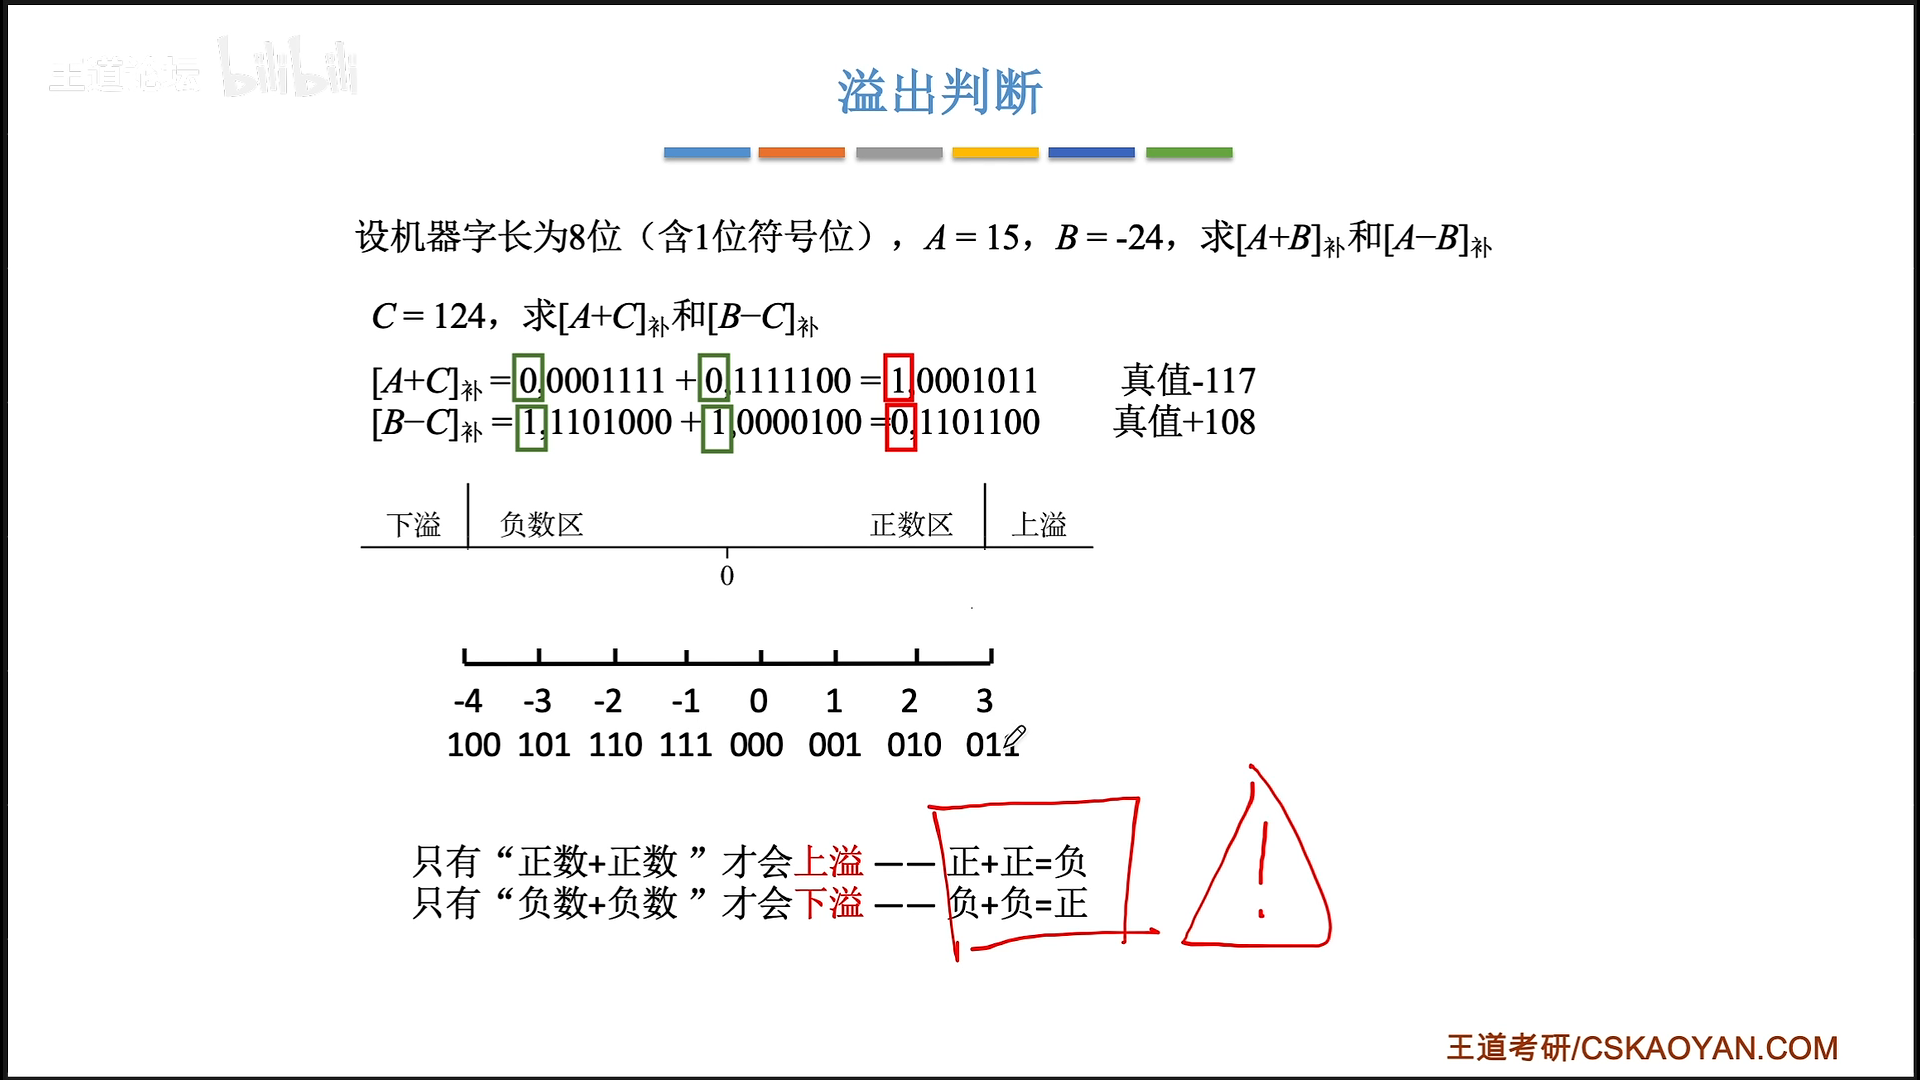 王道论坛 bilibili
溢出判断
设机器字长为8位（含1位符号位），A = 15，B = -24，求[A+B]补和[A−B]补
C = 124，求[A+C]补和[B−C]补
[A+C]补 = 0,0001111 + 0,1111100 = 1,0001011 真值-117
[B−C]补 = 1,1101000 + 1,0000100 =0,1101100 真值+108
下溢 负数区 正数区 上溢
0
-4 -3 -2 -1 0 1 2 3
100 101 110 111 000 001 010 011
只有“正数+正数 ”才会上溢 —— 正+正=负
只有“负数+负数 ”才会下溢 —— 负+负=正
王道考研/CSKAOYAN.COM